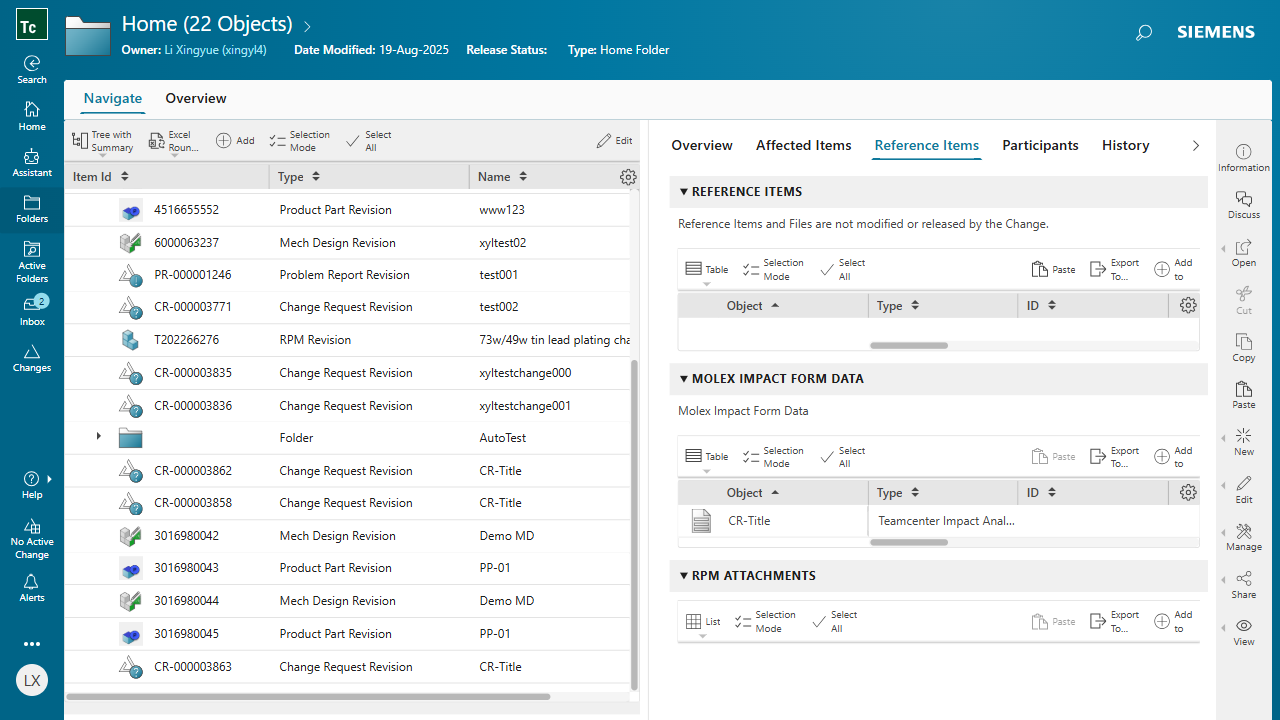 Tc
Home (22 Objects)
Owner: Li Xingyue (xingyl4) Date Modified: 19-Aug-2025 Release Status: Type: Home Folder
SIEMENS
Search
Home
Assistant
Folders
Active
Folders
2
Inbox
Changes
Help
No Active
Change
Alerts
LX
Navigate Overview
Tree with
Summary
Excel
Roun...
Add
Selection
Mode
Select
All
Edit
Item Id Type Name
4516655552 Product Part Revision www123
6000063237 Mech Design Revision xyltest02
PR-000001246 Problem Report Revision test001
CR-000003771 Change Request Revision test002
T202266276 RPM Revision 73w/49w tin lead plating cha
CR-000003835 Change Request Revision xyltestchange000
CR-000003836 Change Request Revision xyltestchange001
Folder AutoTest
CR-000003862 Change Request Revision CR-Title
CR-000003858 Change Request Revision CR-Title
3016980042 Mech Design Revision Demo MD
3016980043 Product Part Revision PP-01
3016980044 Mech Design Revision Demo MD
3016980045 Product Part Revision PP-01
CR-000003863 Change Request Revision CR-Title
Overview Affected Items Reference Items Participants History
REFERENCE ITEMS
Reference Items and Files are not modified or released by the Change.
Table
Selection
Mode
Select
All
Paste
Export
To...
Add
to
Object Type ID
MOLEX IMPACT FORM DATA
Molex Impact Form Data
Table
Selection
Mode
Select
All
Paste
Export
To...
Add
to
Object Type ID
CR-Title Teamcenter Impact Anal...
RPM ATTACHMENTS
List
Selection
Mode
Select
All
Paste
Export
To...
Add
to
Information
Discuss
Open
Cut
Copy
Paste
New
Edit
Manage
Share
View